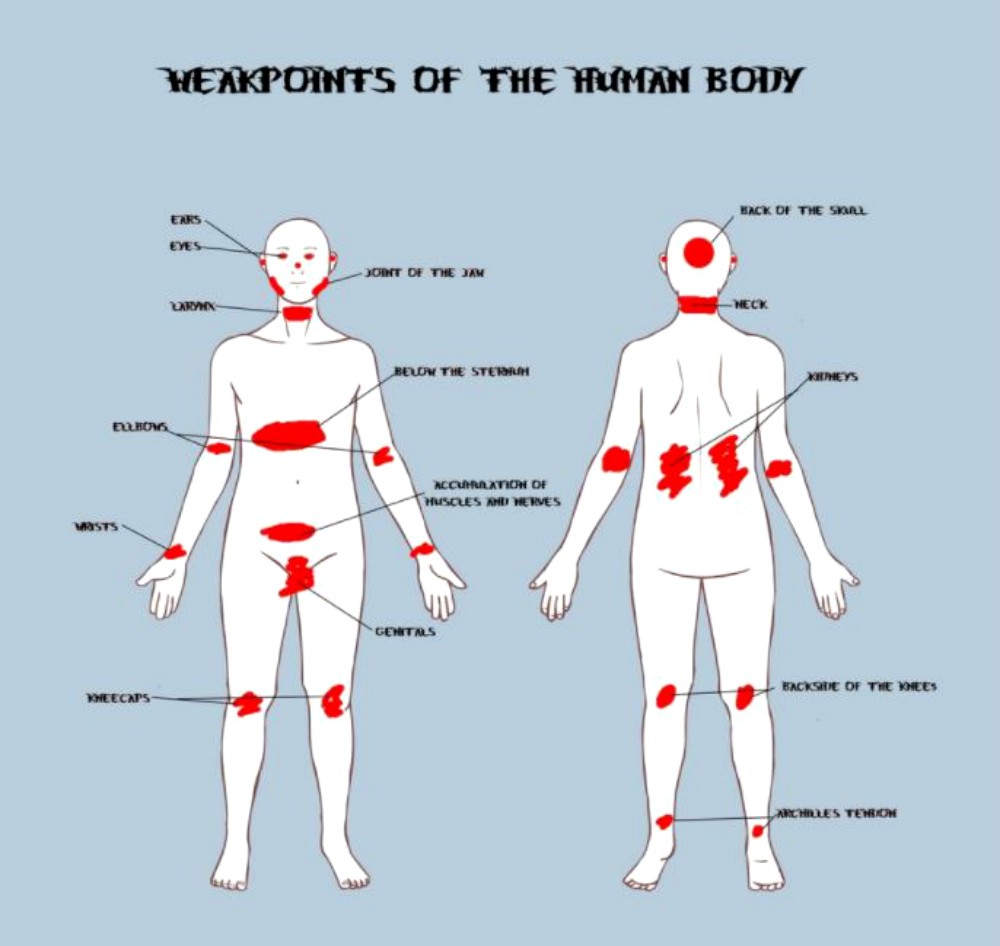 WEAKPOINTS OF THE HUMAN BODY
EARS
EYES
JOINT OF THE JAW
LARYNX
BELOW THE STERNUM
ELLBOWS
ACCUMULATION OF
MUSCLES AND NERVES
WRISTS
GENITALS
KNEECAPS
BACK OF THE SKULL
NECK
KIDNEYS
BACKSIDE OF THE KNEES
ARCHILLES TENDON